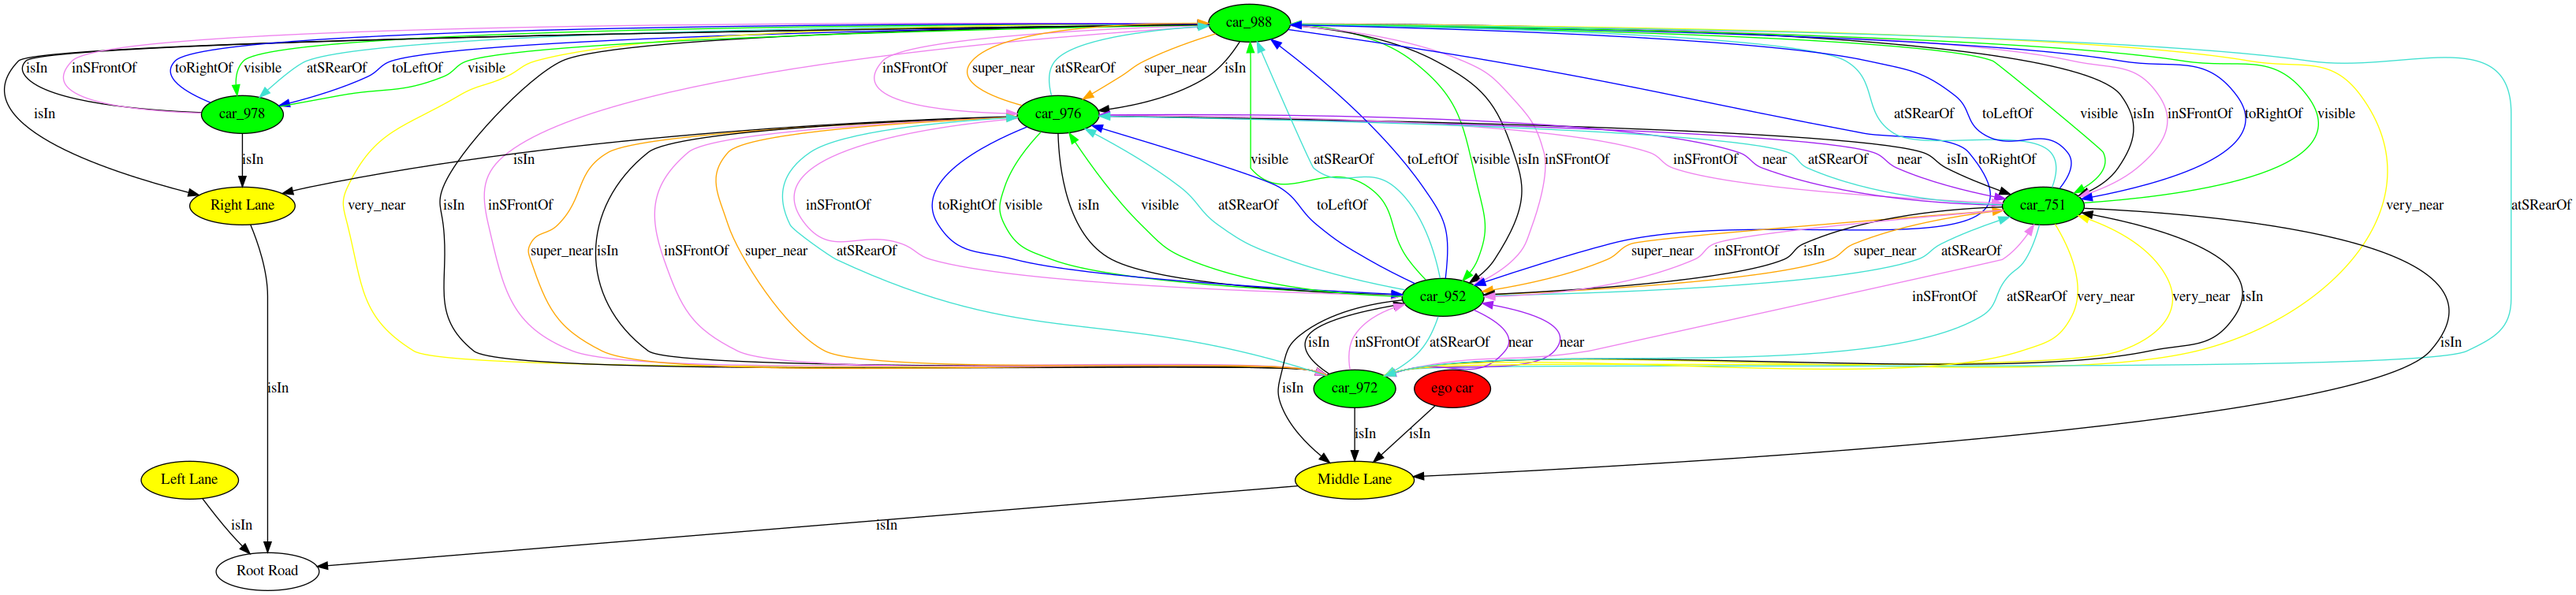 car_988
isIn
inSFrontOf
toRightOf
visible
atSRearOf
toLeftOf
visible
inSFrontOf
super_near
atSRearOf
super_near
isIn
atSRearOf
toLeftOf
visible
isIn
inSFrontOf
toRightOf
visible
isIn
car_978
car_976
isIn
isIn
visible
atSRearOf
toLeftOf
visible
isIn
inSFrontOf
inSFrontOf
near
atSRearOf
near
isIn
toRightOf
Right Lane
very_near
isIn
inSFrontOf
inSFrontOf
toRightOf
visible
isIn
visible
atSRearOf
toLeftOf
car_751
very_near
atSRearOf
super_near
isIn
inSFrontOf
super_near
atSRearOf
super_near
inSFrontOf
isIn
super_near
atSRearOf
car_952
inSFrontOf
atSRearOf
very_near
very_near
isIn
isIn
inSFrontOf
atSRearOf
near
near
isIn
isIn
isIn
car_972
ego car
isIn
isIn
Left Lane
Middle Lane
isIn
isIn
Root Road